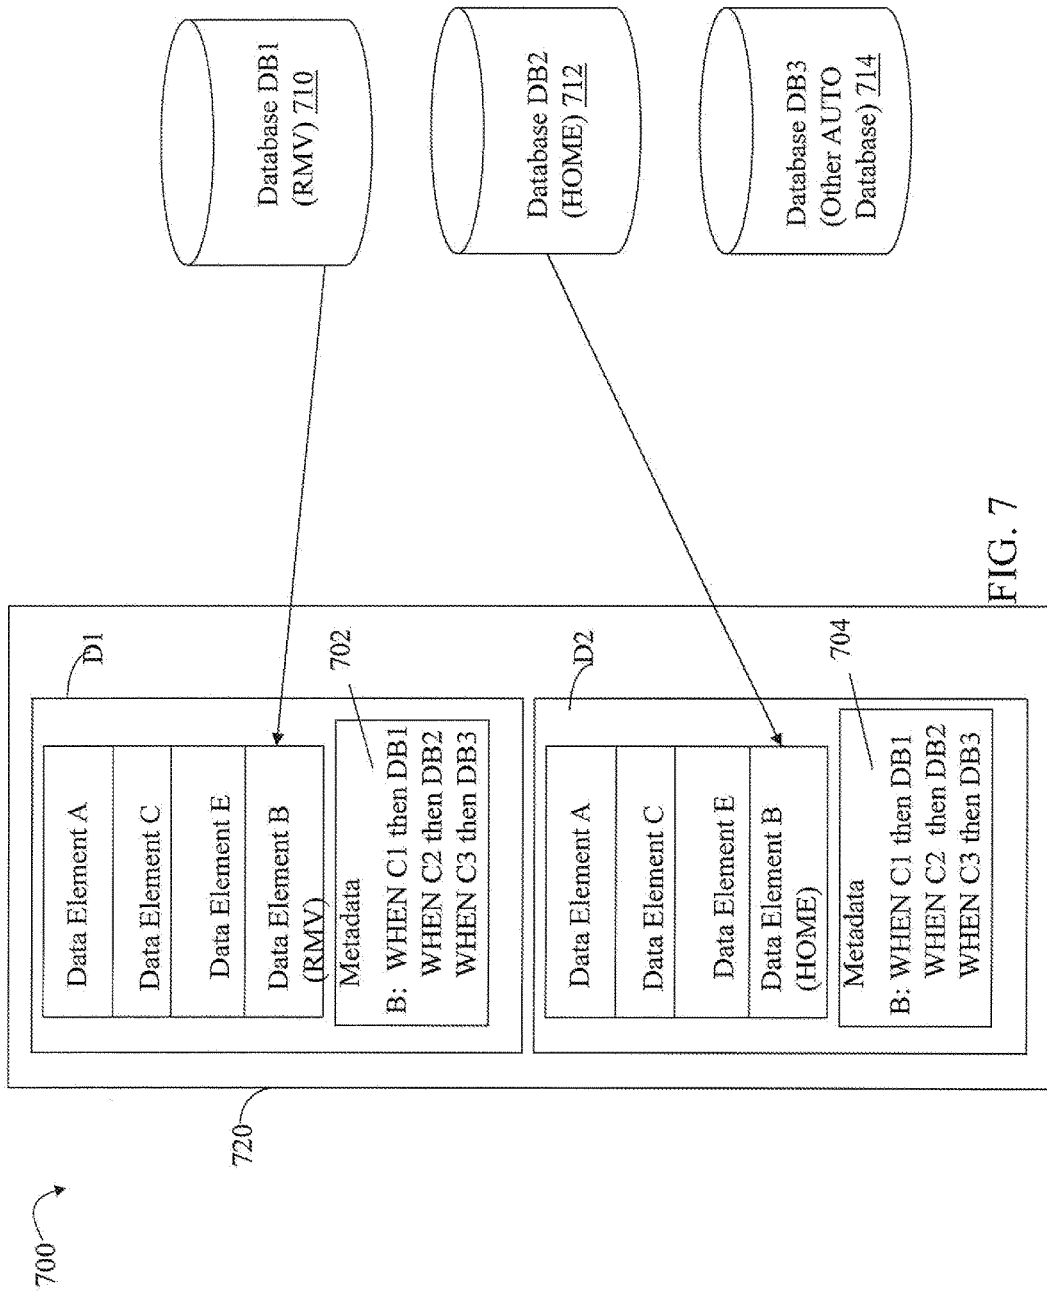 700
720
D1
Data Element A
Data Element C
Data Element E
Data Element B
(RMV)
702
Metadata
B: WHEN C1 then DB1
WHEN C2 then DB2
WHEN C3 then DB3
D2
Data Element A
Data Element C
Data Element E
Data Element B
(HOME)
704
Metadata
B: WHEN C1 then DB1
WHEN C2 then DB2
WHEN C3 then DB3
Database DB1
(RMV) 710
Database DB2
(HOME) 712
Database DB3
(Other AUTO
Database) 714
FIG. 7